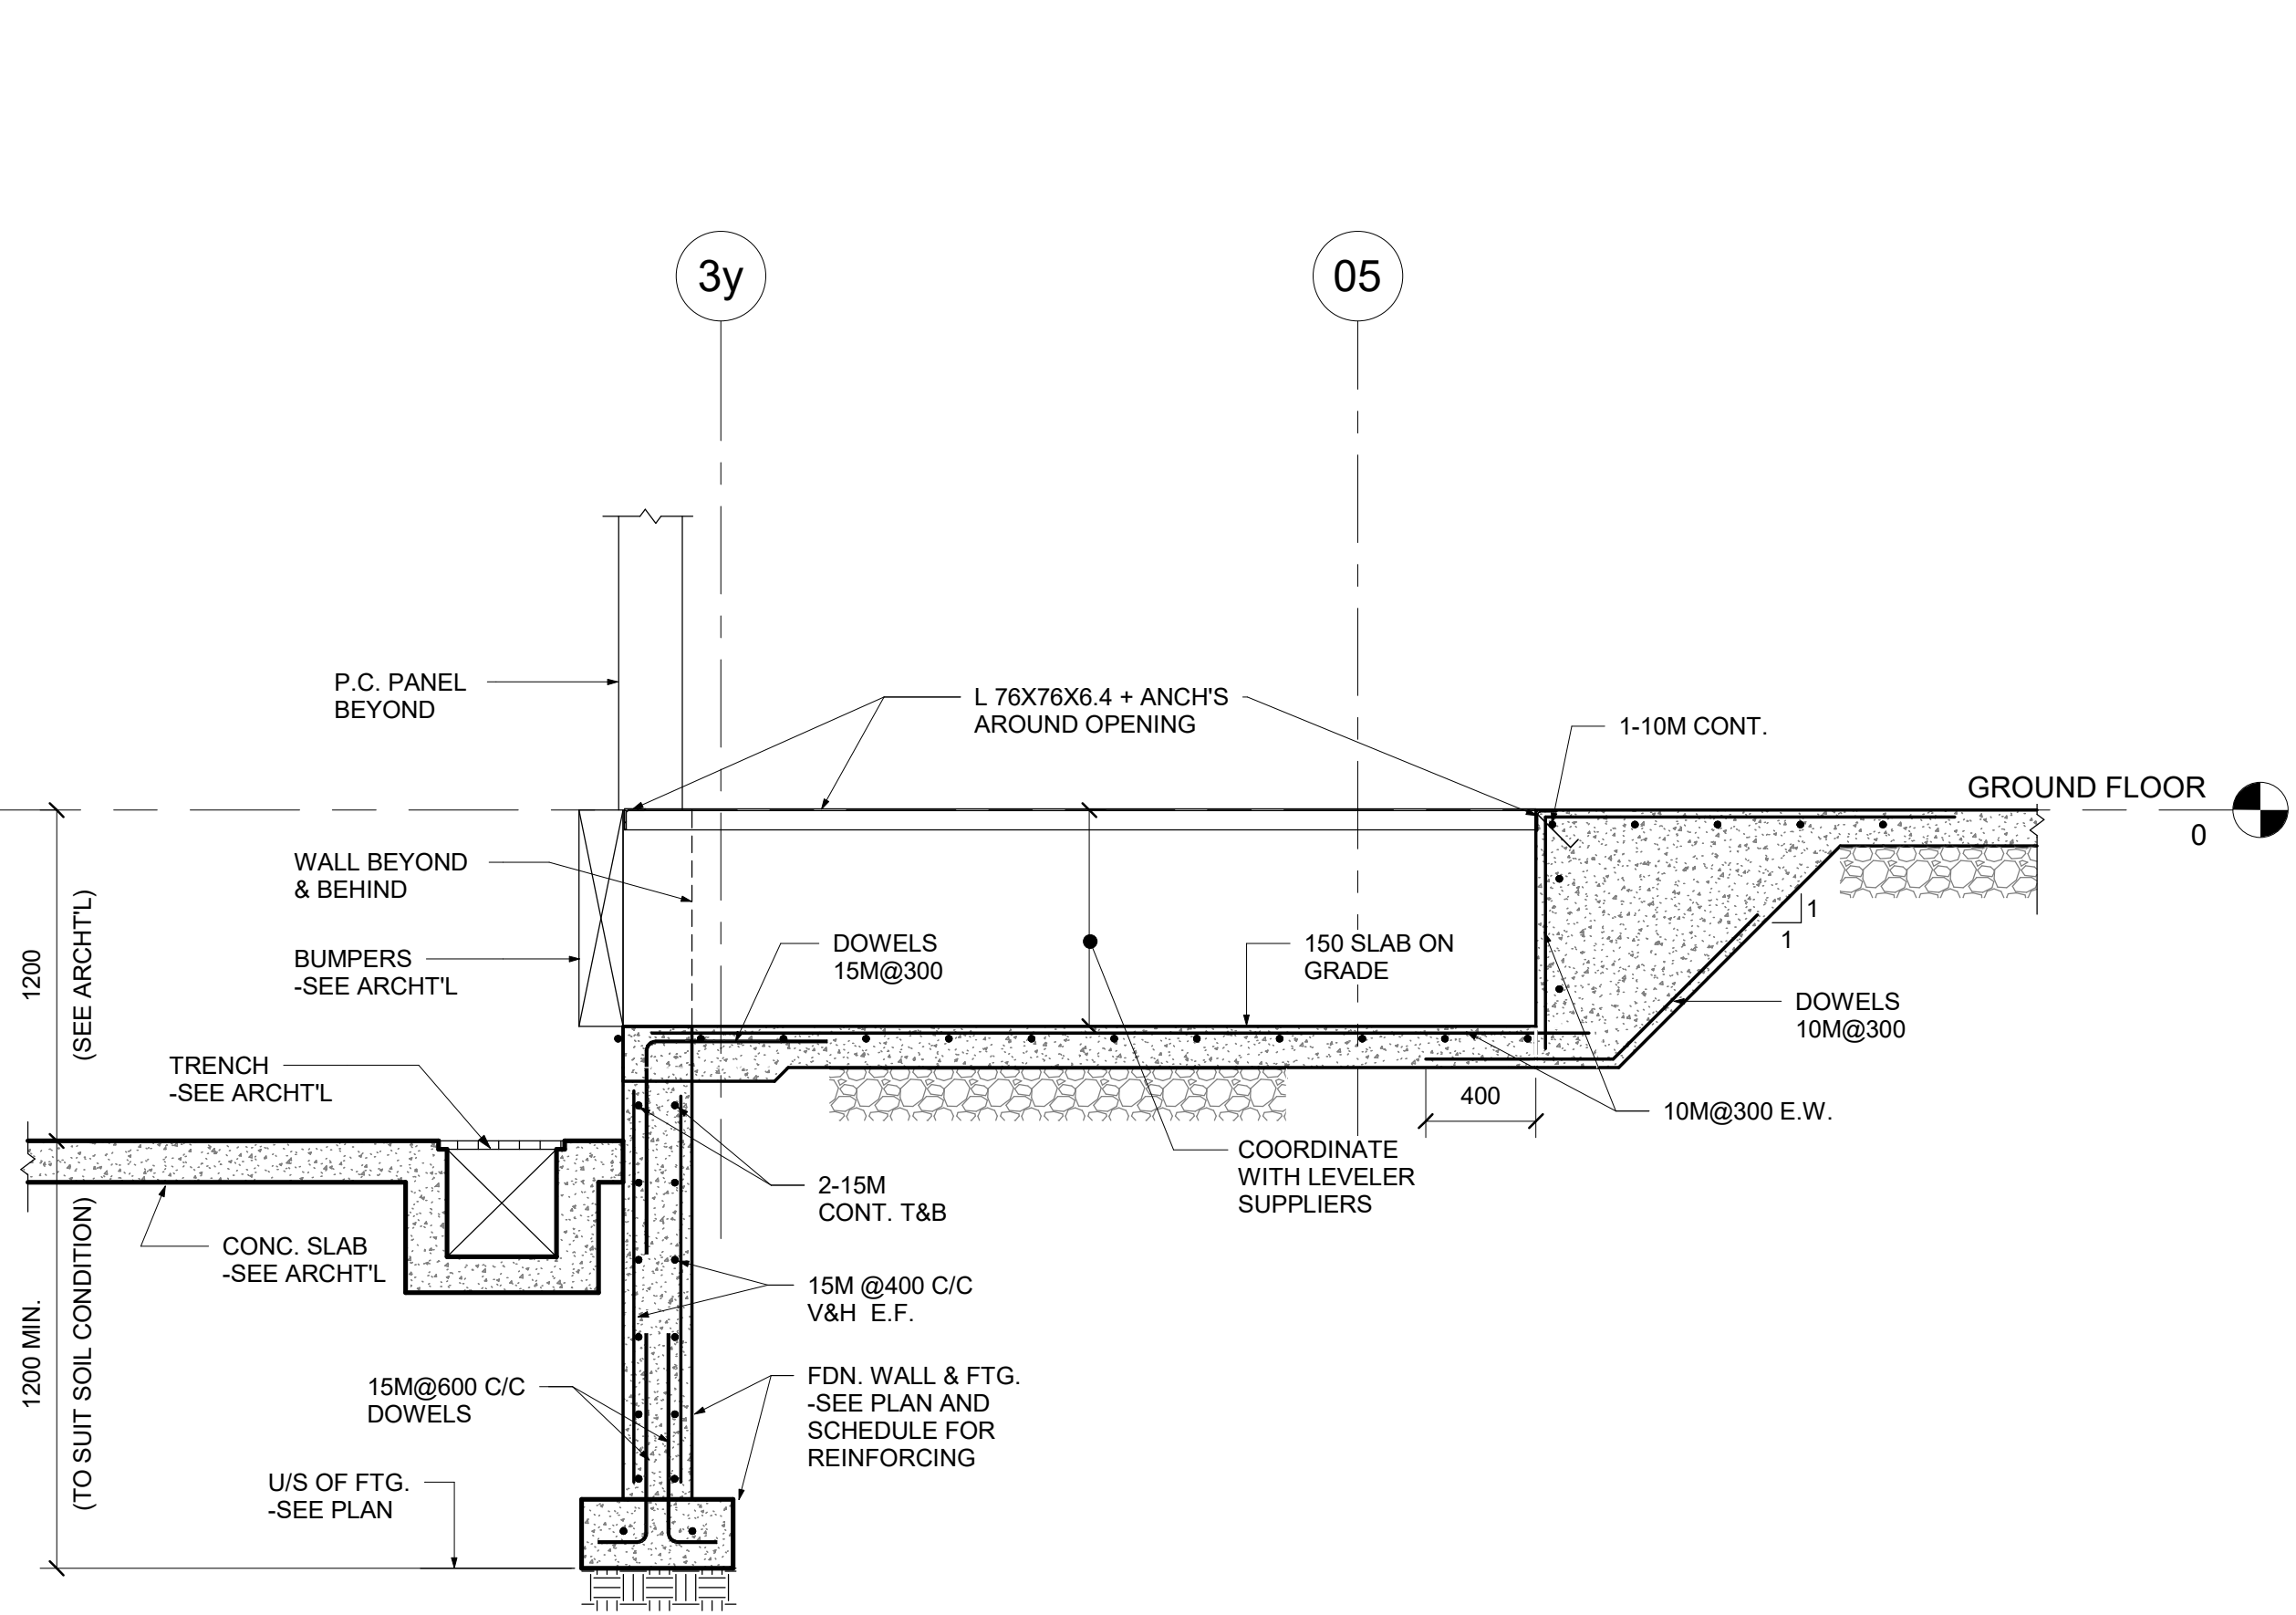 3y
05
P.C. PANEL
BEYOND
L 76X76X6.4 + ANCH'S
AROUND OPENING
1-10M CONT.
GROUND FLOOR
0
WALL BEYOND
& BEHIND
BUMPERS
-SEE ARCHT'L
1200
(SEE ARCHT'L)
DOWELS
15M@300
150 SLAB ON
GRADE
1
1
DOWELS
10M@300
TRENCH
-SEE ARCHT'L
400
10M@300 E.W.
COORDINATE
WITH LEVELER
SUPPLIERS
2-15M
CONT. T&B
CONC. SLAB
-SEE ARCHT'L
15M @400 C/C
V&H E.F.
1200 MIN.
(TO SUIT SOIL CONDITION)
15M@600 C/C
DOWELS
FDN. WALL & FTG.
-SEE PLAN AND
SCHEDULE FOR
REINFORCING
U/S OF FTG.
-SEE PLAN